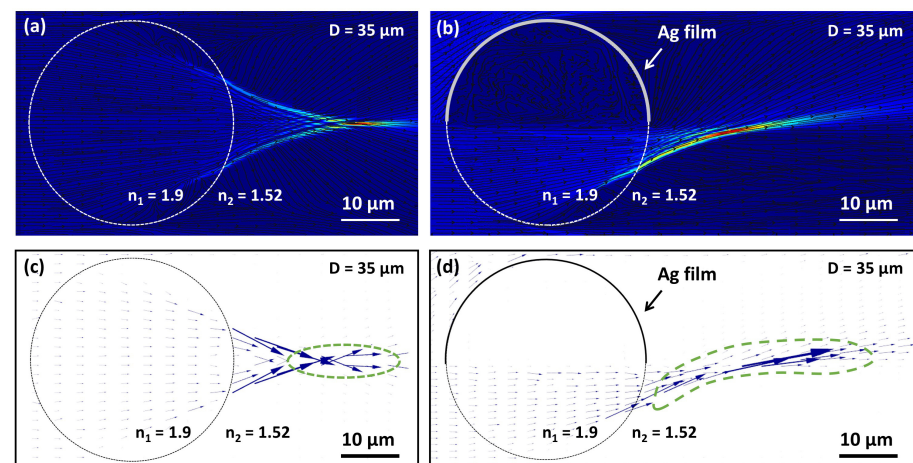 (a)
D = 35 μm
n₁ = 1.9
n₂ = 1.52
10 μm
(b)
Ag film
D = 35 μm
n₁ = 1.9
n₂ = 1.52
10 μm
(c)
D = 35 μm
n₁ = 1.9
n₂ = 1.52
10 μm
(d)
Ag film
D = 35 μm
n₁ = 1.9
n₂ = 1.52
10 μm